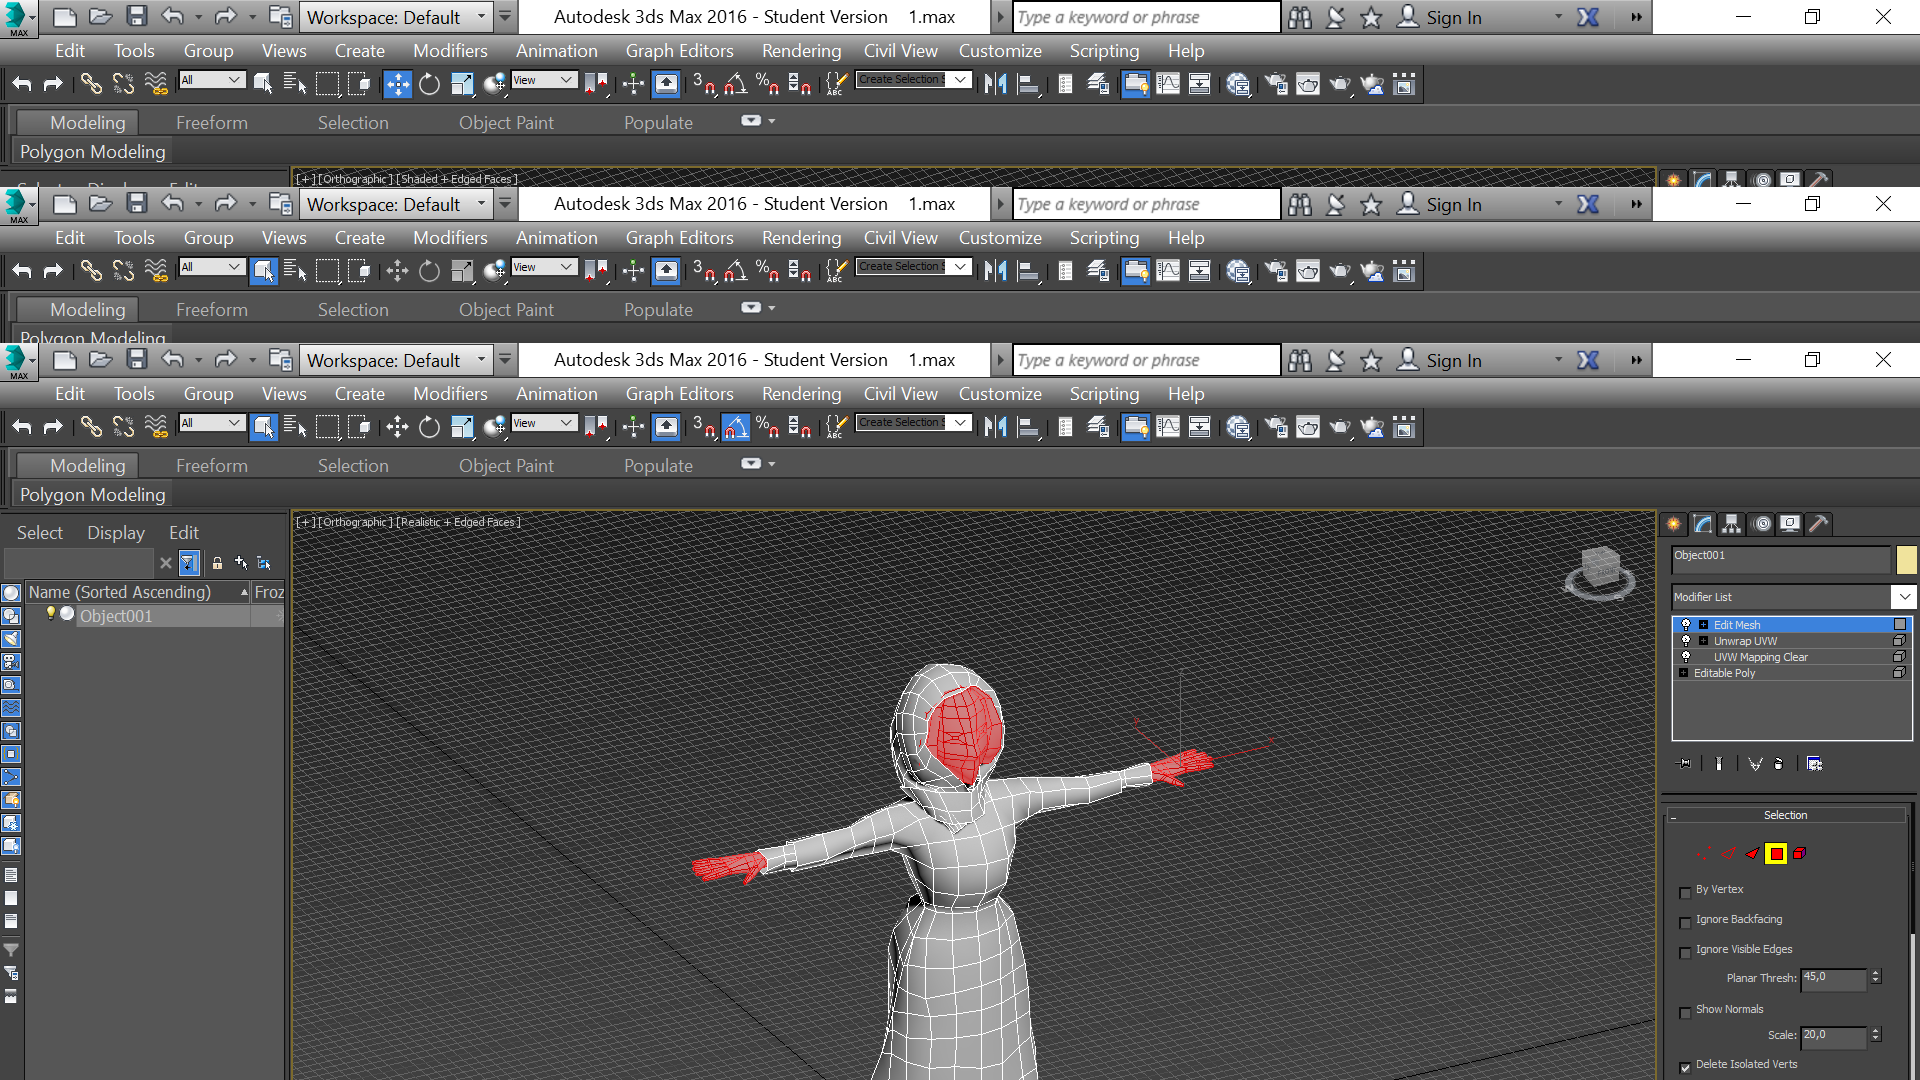 MAX Workspace: Default Autodesk 3ds Max 2016 - Student Version 1.max Type a keyword or phrase Sign In
Edit Tools Group Views Create Modifiers Animation Graph Editors Rendering Civil View Customize Scripting Help
All View 3 % ABC Create Selection S
Modeling Freeform Selection Object Paint Populate
Polygon Modeling
[+] [Orthographic] [Shaded + Edged Faces]
MAX Workspace: Default Autodesk 3ds Max 2016 - Student Version 1.max Type a keyword or phrase Sign In
Edit Tools Group Views Create Modifiers Animation Graph Editors Rendering Civil View Customize Scripting Help
All View 3 % ABC Create Selection S
Modeling Freeform Selection Object Paint Populate
Polygon Modeling
MAX Workspace: Default Autodesk 3ds Max 2016 - Student Version 1.max Type a keyword or phrase Sign In
Edit Tools Group Views Create Modifiers Animation Graph Editors Rendering Civil View Customize Scripting Help
All View 3 % ABC Create Selection S
Modeling Freeform Selection Object Paint Populate
Polygon Modeling
Select Display Edit
Name (Sorted Ascending) Froz
Object001
[+] [Orthographic] [Realistic + Edged Faces]
Object001
Modifier List
Edit Mesh
Unwrap UVW
UVW Mapping Clear
Editable Poly
Selection
By Vertex
Ignore Backfacing
Ignore Visible Edges
Planar Thresh: 45,0
Show Normals
Scale: 20,0
Delete Isolated Verts